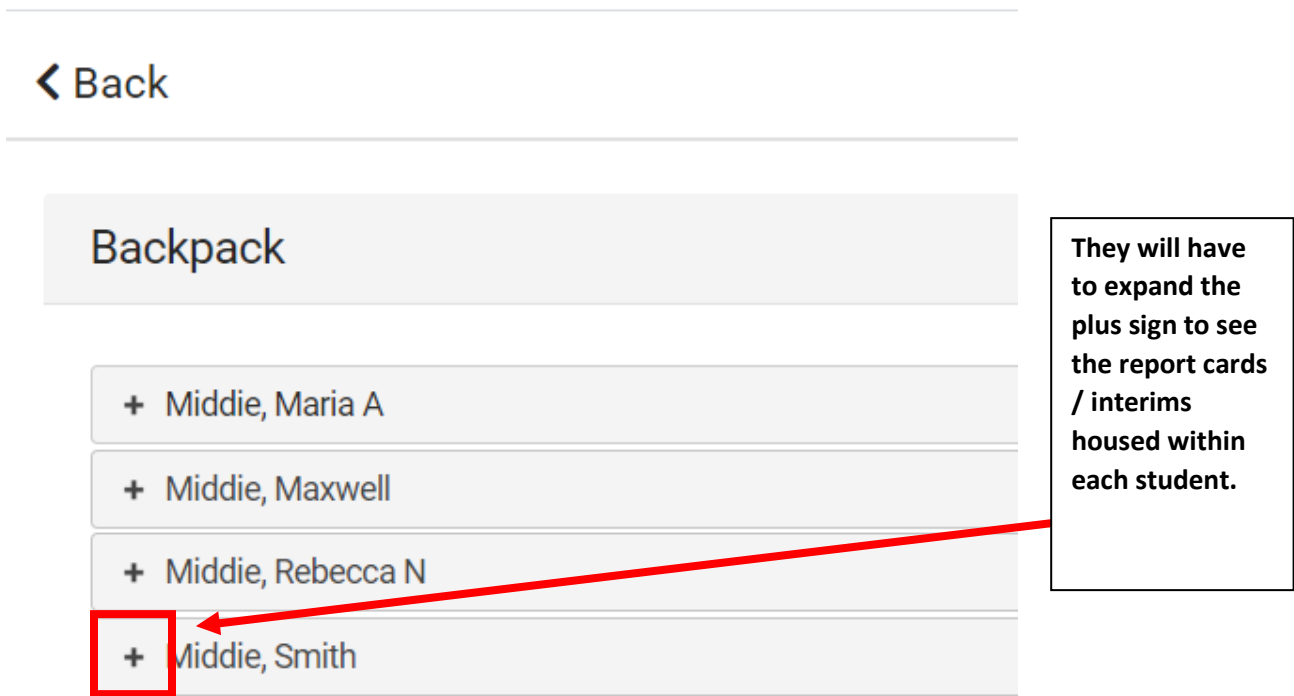 Back
Backpack
They will have
to expand the
plus sign to see
the report cards
/ interims
housed within
each student.
+ Middie, Maria A
+ Middie, Maxwell
+ Middie, Rebecca N
+ Middie, Smith